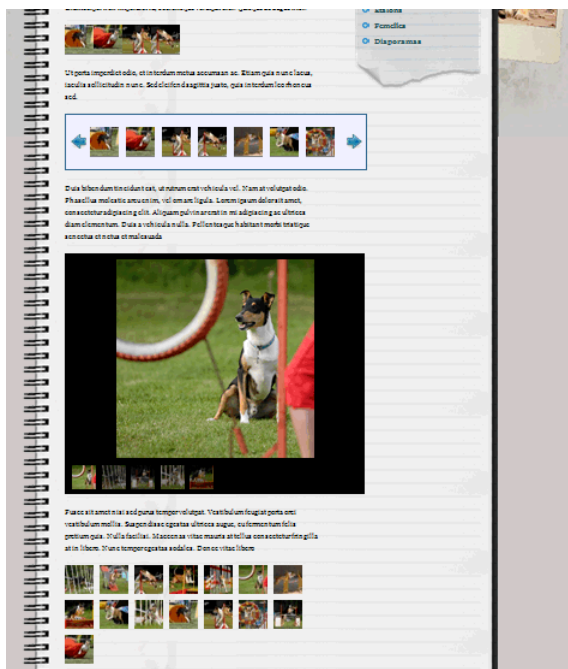 Etalons
Femelles
Diaporamas
Ut porta imperdiet odio, et interdum metus accumsan ac. Etiam quis nunc lacus,
iaculis sollicitudin nunc. Sed eleifend sagittis justo, quis interdum leo rhoncus
sed.
Duis bibendum tincidunt est, ut rutrum erat vehicula vel. Nam at volutpat odio.
Phasellus molestie arcu enim, vel ornare ligula. Lorem ipsum dolor sit amet,
consectetur adipiscing elit. Aliquam pulvinar erat in mi adipiscing ac ultrices
diam elementum. Duis a vehicula nulla. Pellentesque habitant morbi tristique
senectus et netus et malesuada
Fusce sit amet nisi sed purus tempor volutpat. Vestibulum feugiat porta orci
vestibulum mollis. Suspendisse egestas ultrices augue, eu fermentum felis
pretium quis. Nulla facilisi. Maecenas vitae mauris at tellus consectetur fringilla
at in libero. Nunc tempor egestas sodales. Donec vitae libero